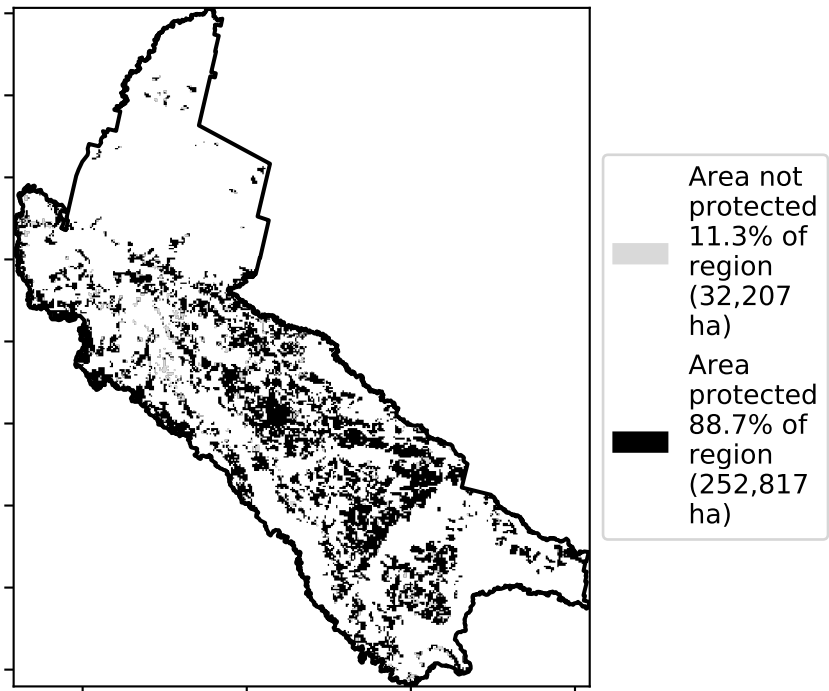 Area not
protected
11.3% of
region
(32,207
ha)
Area
protected
88.7% of
region
(252,817
ha)